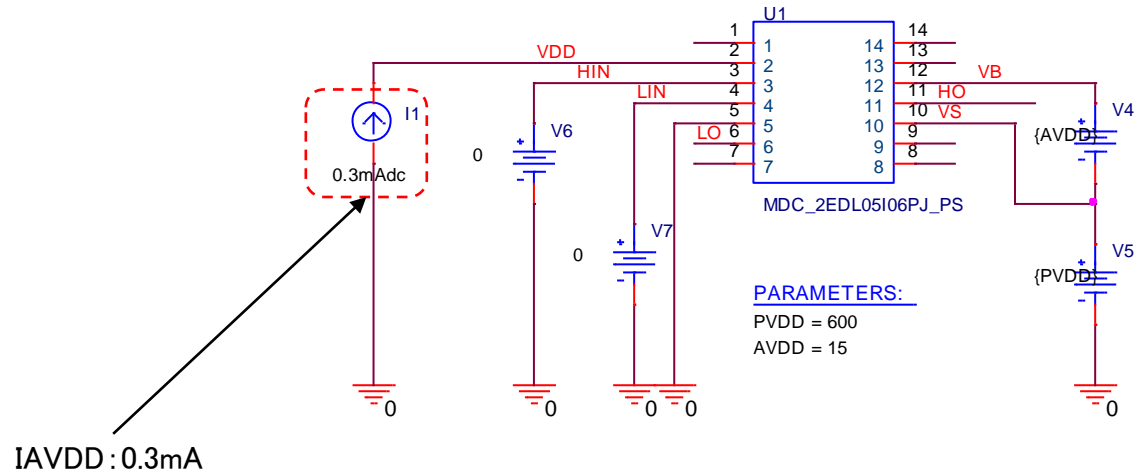 U1
1
2
3
4
5
6
7
1
2
3
4
5
6
7
14
13
12
11
10
9
8
14
13
12
11
10
9
8
VDD
HIN
LIN
LO
VB
HO
VS
I1
0.3mAdc
V6
0
V7
0
V4
{AVDD}
V5
{PVDD}
MDC_2EDL05I06PJ_PS
PARAMETERS:
PVDD = 600
AVDD = 15
0
0
0
0
0
IAVDD:0.3mA